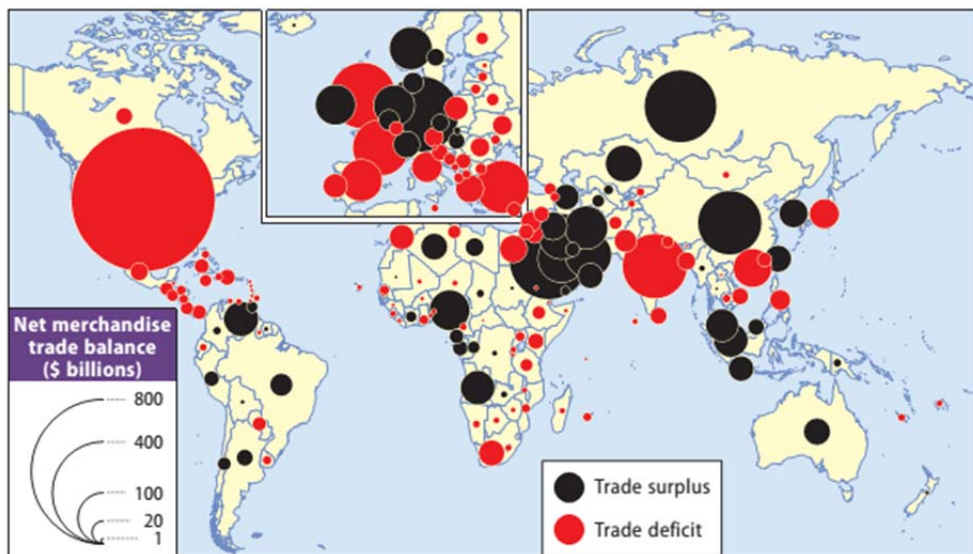 Net merchandise
trade balance
($ billions)
800
400
100
20
1
Trade surplus
Trade deficit